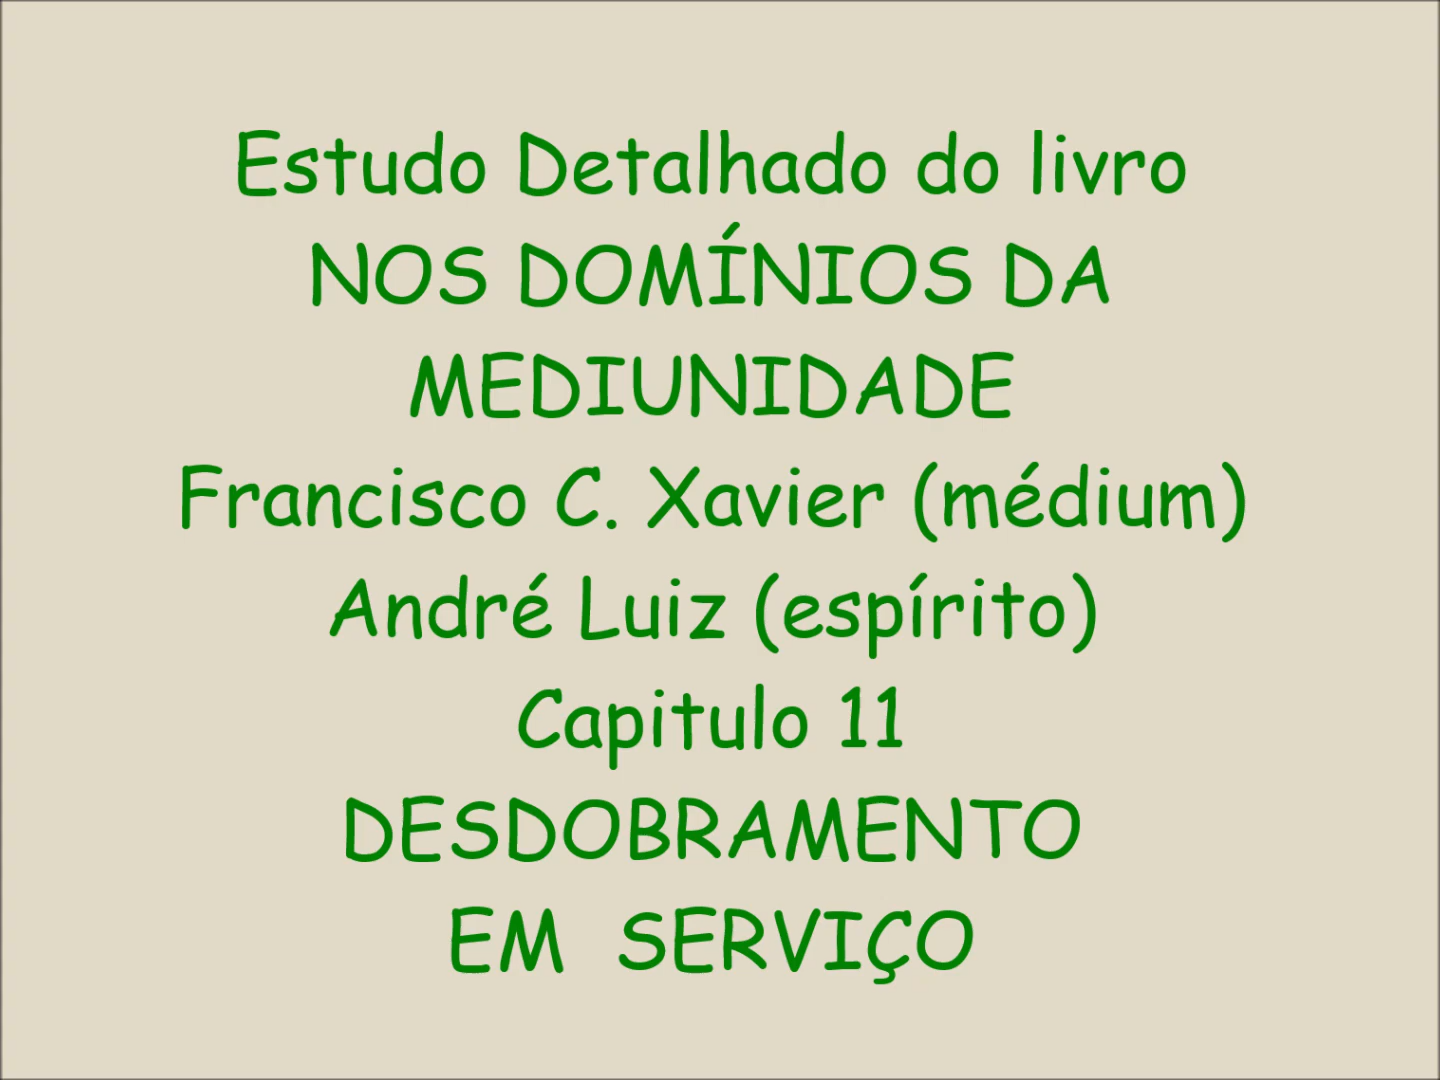 Estudo Detalhado do livro
NOS DOMÍNIOS DA
MEDIUNIDADE
Francisco C. Xavier (médium)
André Luiz (espírito)
Capitulo 11
DESDOBRAMENTO
EM  SERVIÇO